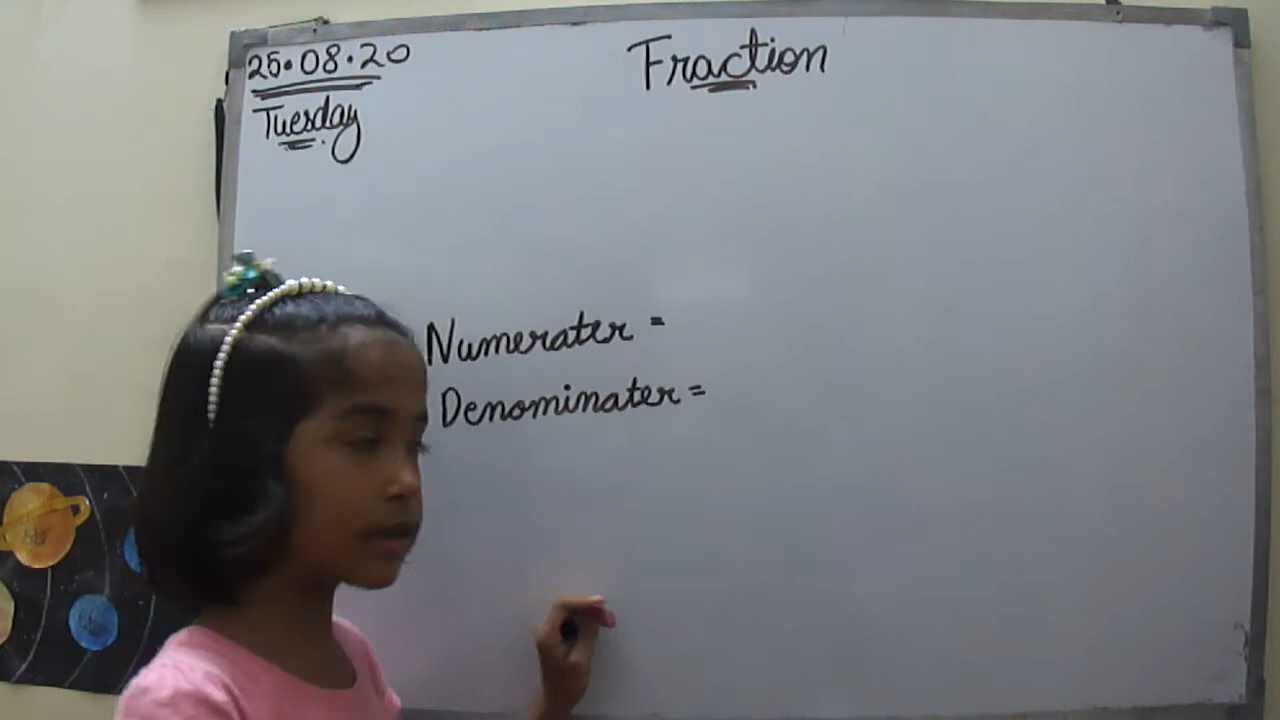 25.08.20
Tuesday
Fraction
Numerater =
Denominater =